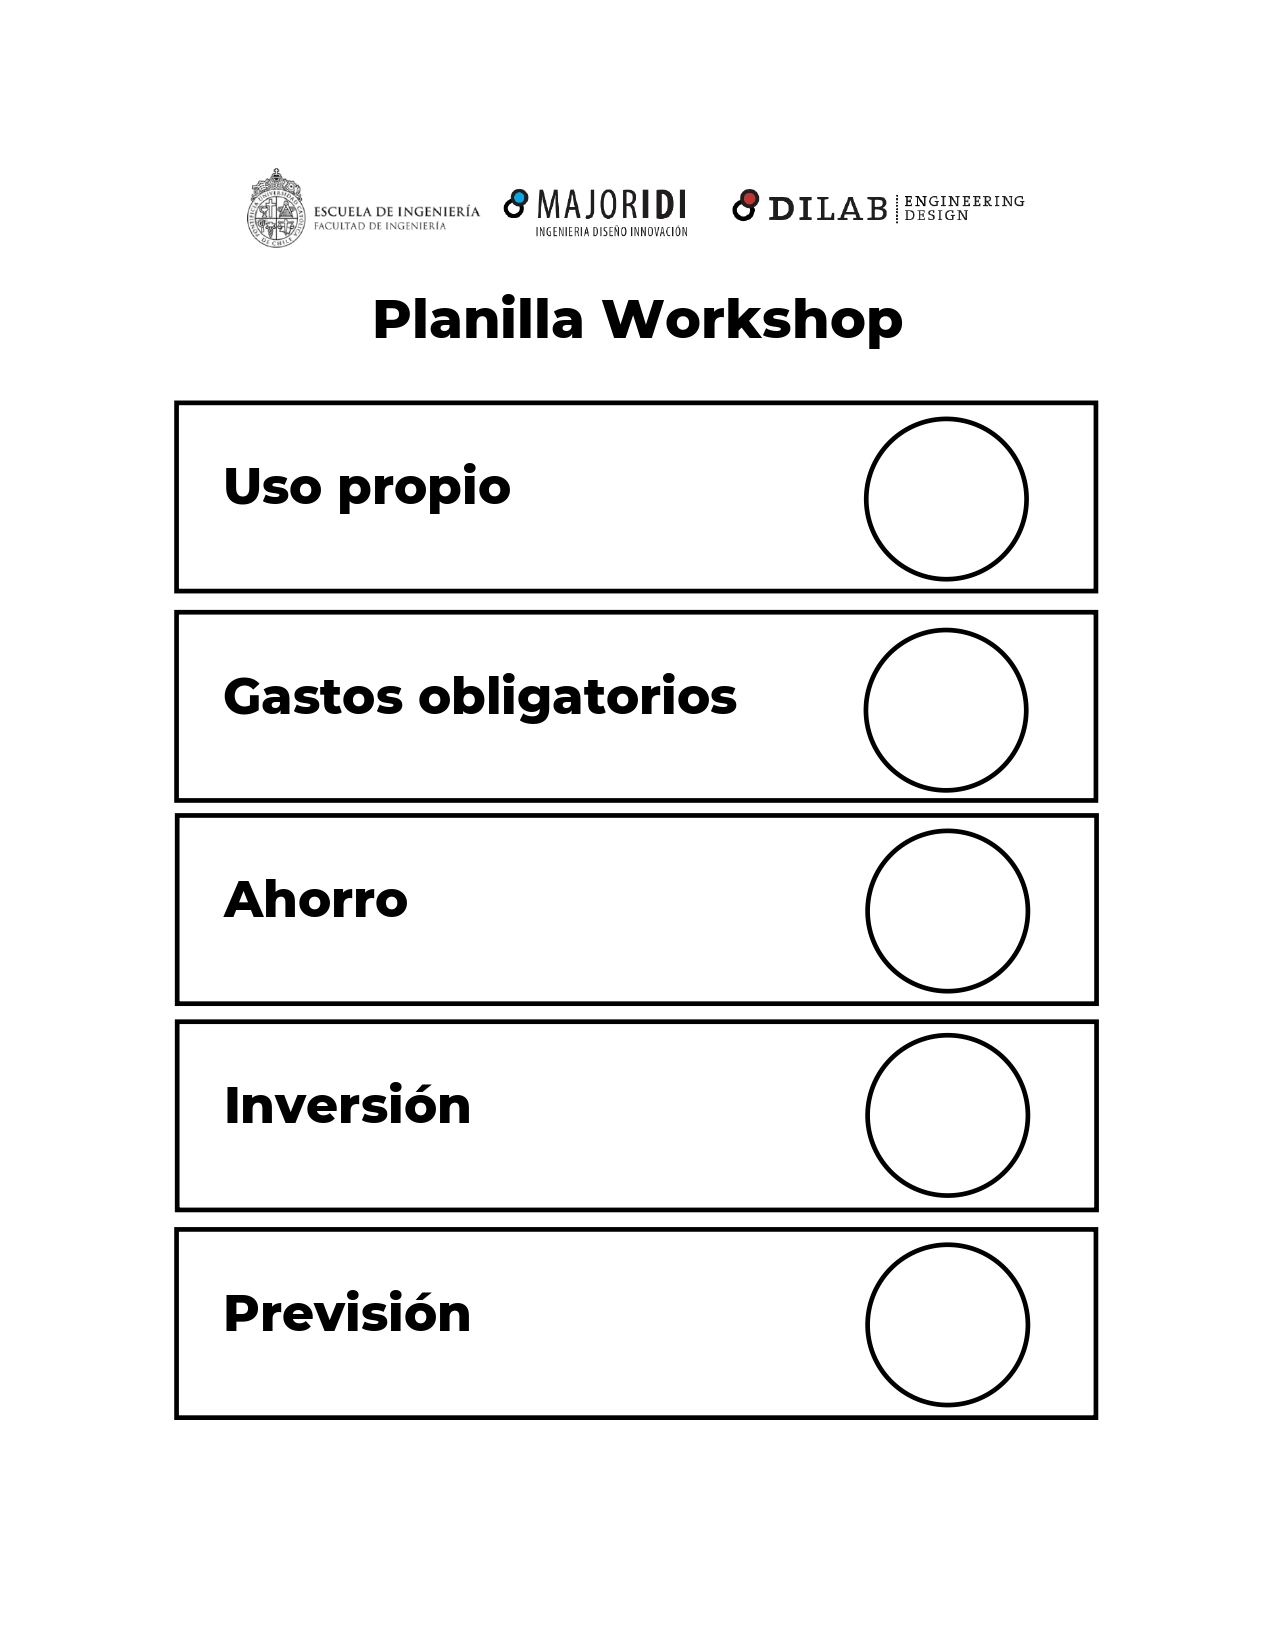 ESCUELA DE INGENIERÍA
FACULTAD DE INGENIERÍA
MAJORIDI
INGENIERIA DISEÑO INNOVACIÓN
DILAB
ENGINEERING
DESIGN
Planilla Workshop
Uso propio
Gastos obligatorios
Ahorro
Inversión
Previsión